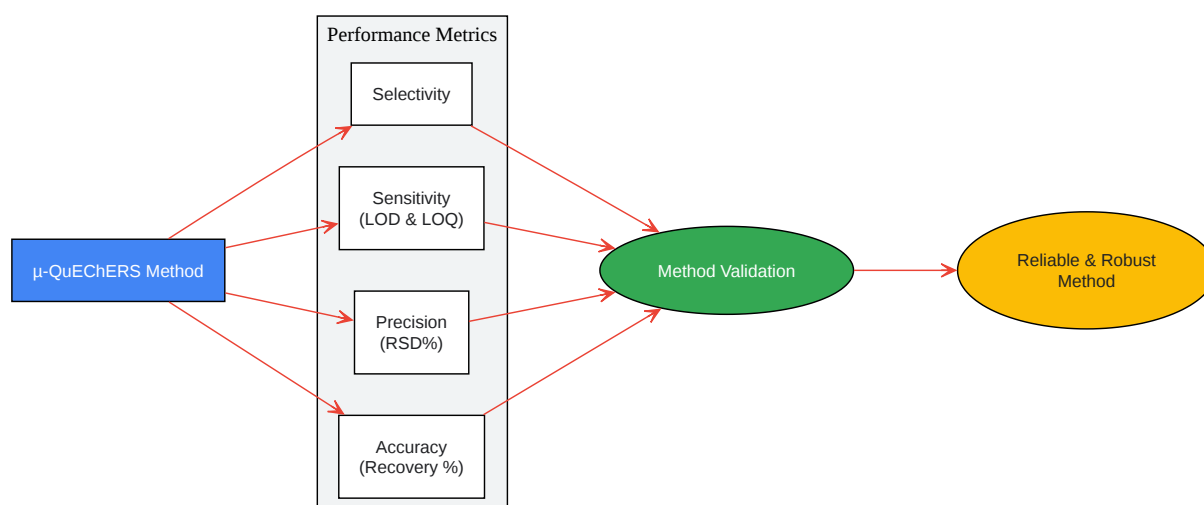 Performance Metrics
Selectivity
Sensitivity
(LOD & LOQ)
µ-QuEChERS Method
Method Validation
Reliable & Robust
Method
Precision
(RSD%)
Accuracy
(Recovery %)